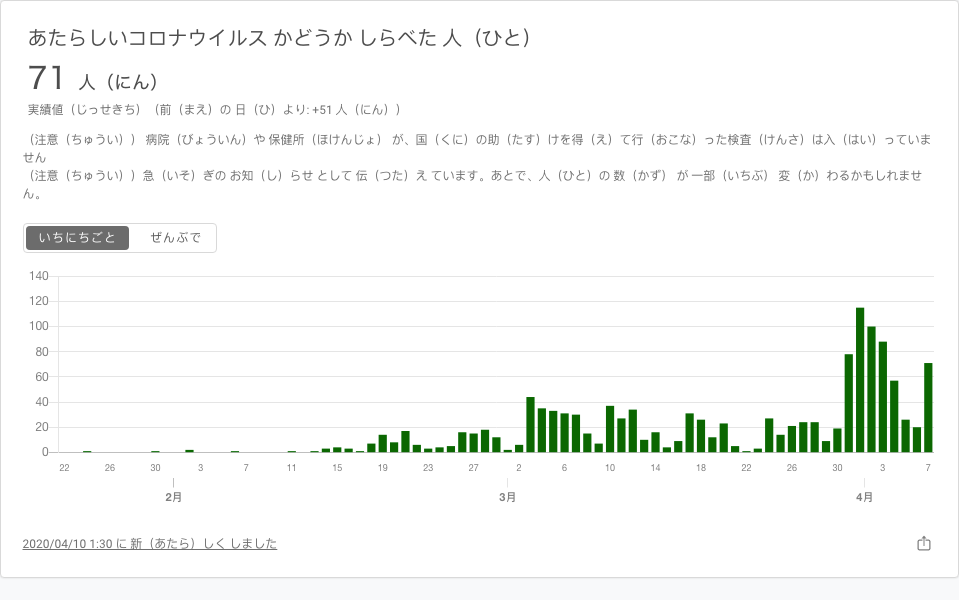 あたらしいコロナウイルス かどうか しらべた 人（ひと）
71 人（にん）
実績値（じっせきち）（前（まえ）の 日（ひ）より: +51 人（にん））
（注意（ちゅうい）） 病院（びょういん）や 保健所（ほけんじょ） が、国（くに）の助（たす）けを得（え）て行（おこな）った検査（けんさ）は入（はい）っていま
せん
（注意（ちゅうい））急（いそ）ぎの お知（し）らせ として 伝（つた）え ています。あとで、人（ひと）の 数（かず） が 一部（いちぶ） 変（か）わるかもしれませ
ん。
いちにちごと ぜんぶで
140
120
100
80
60
40
20
0
22 26 30 3 7 11 15 19 23 27 2 6 10 14 18 22 26 30 3 7
2月 3月 4月
2020/04/10 1:30 に 新（あたら）しく しました